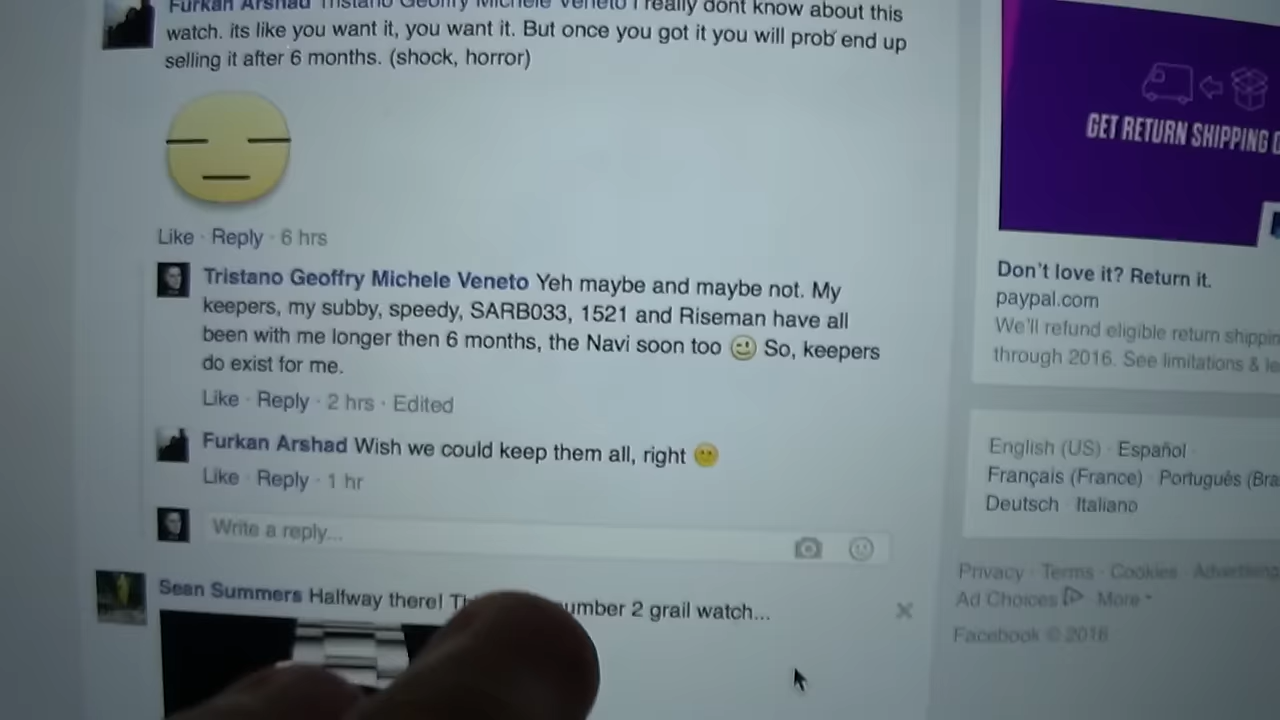 Furkan Arshad Tristano Geoffry Michele Veneto I really dont know about this
watch. its like you want it, you want it. But once you got it you will prob end up
selling it after 6 months. (shock, horror)
Like · Reply · 6 hrs
Tristano Geoffry Michele Veneto Yeh maybe and maybe not. My
keepers, my subby, speedy, SARB033, 1521 and Riseman have all
been with me longer then 6 months, the Navi soon too So, keepers
do exist for me.
Like · Reply · 2 hrs · Edited
Furkan Arshad Wish we could keep them all, right
Like · Reply · 1 hr
Write a reply...
Sean Summers Halfway there! number 2 grail watch...
GET RETURN SHIPPING
Don't love it? Return it.
paypal.com
We'll refund eligible return
through 2016. See limitations &
English (US) · Español
Français (France) · Português
Deutsch · Italiano
Privacy · Terms · Cookies ·
Ad Choices More
Facebook © 2016